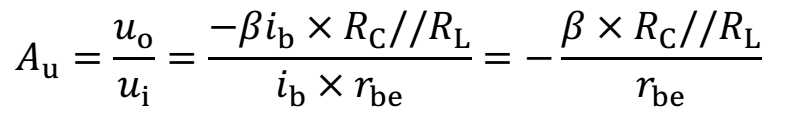 A_u = u_o / u_i = (-βi_b × R_C//R_L) / (i_b × r_be) = - (β × R_C//R_L) / r_be